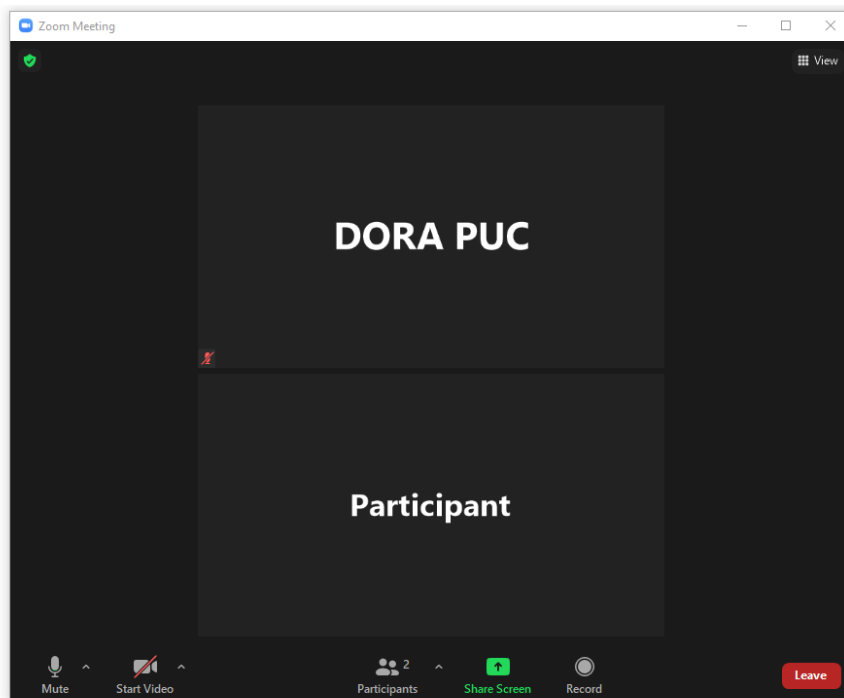 Zoom Meeting
View
DORA PUC
Participant
2
Mute
Start Video
Participants
Share Screen
Record
Leave